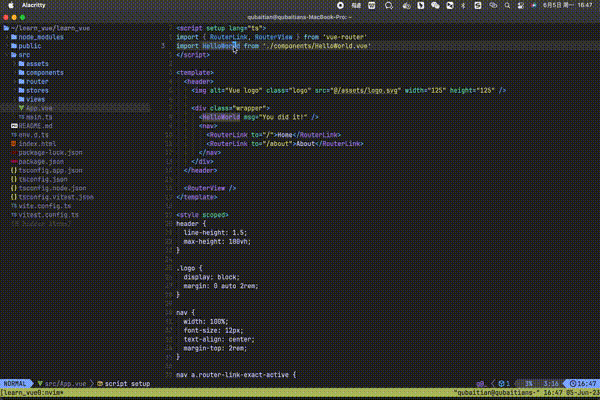 Alacritty
6月5日 周一 16:47
qubaitian@qubaitians-MacBook-Pro: ~
~/learn_vue/learn_vue
node_modules
public
src
assets
components
router
stores
views
App.vue
main.ts
README.md
env.d.ts
index.html
package-lock.json
package.json
tsconfig.app.json
tsconfig.json
tsconfig.node.json
tsconfig.vitest.json
vite.config.ts
vitest.config.ts
<script setup lang="ts">
import { RouterLink, RouterView } from 'vue-router'
3 import HelloWorld from './components/HelloWorld.vue'
</script>
<template>
<header>
<img alt="Vue logo" class="logo" src="@/assets/logo.svg" width="125" height="125" />
<div class="wrapper">
<HelloWorld msg="You did it!" />
<nav>
<RouterLink to="/">Home</RouterLink>
<RouterLink to="/about">About</RouterLink>
</nav>
</div>
</header>
<RouterView />
</template>
<style scoped>
header {
line-height: 1.5;
max-height: 100vh;
}
.logo {
display: block;
margin: 0 auto 2rem;
}
nav {
width: 100%;
font-size: 12px;
text-align: center;
margin-top: 2rem;
}
nav a.router-link-exact-active {
NORMAL src/App.vue script setup 1 3% 3:16 16:47
[learn_vue0:nvim* "qubaitian@qubaitian-" 16:47 05-Jun-23